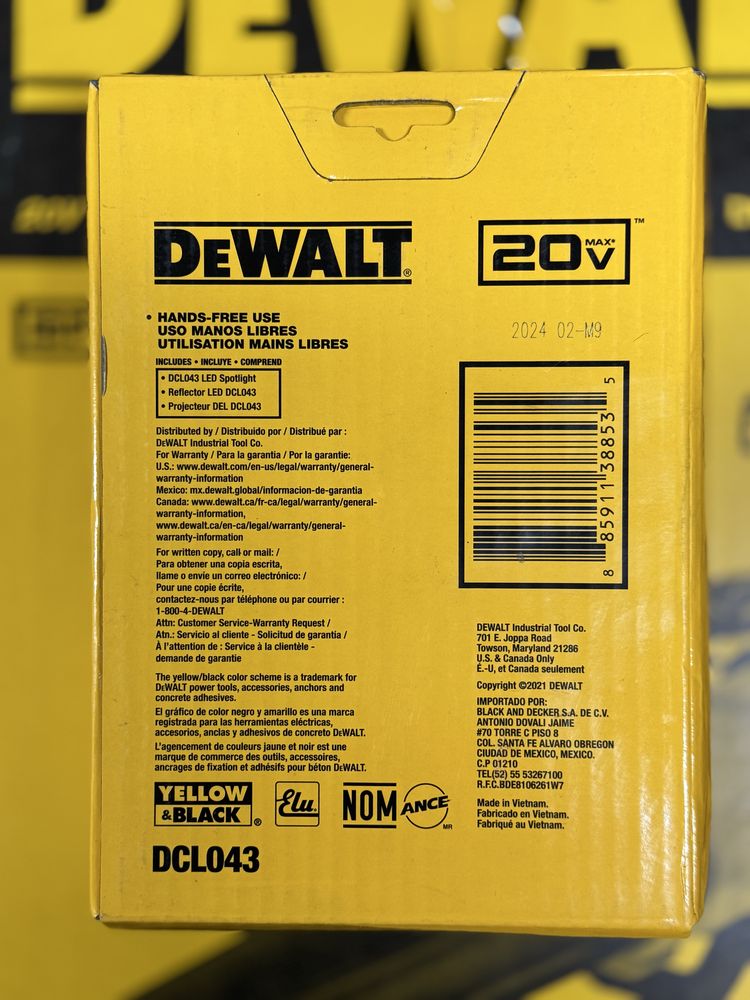 DEWALT
DEWALT®
20V MAX* ™
• HANDS-FREE USE
USO MANOS LIBRES
UTILISATION MAINS LIBRES
INCLUDES • INCLUYE • COMPREND
• DCL043 LED Spotlight
• Reflector LED DCL043
• Projecteur DEL DCL043
Distributed by / Distribuido por / Distribué par :
DEWALT Industrial Tool Co.
For Warranty / Para la garantia / Por la garantie:
U.S.: www.dewalt.com/en-us/legal/warranty/general-
warranty-information
Mexico: mx.dewalt.global/informacion-de-garantia
Canada: www.dewalt.ca/fr-ca/legal/warranty/general-
warranty-information,
www.dewalt.ca/en-ca/legal/warranty/general-
warranty-information
For written copy, call or mail: /
Para obtener una copia escrita,
llame o envíe un correo electrónico: /
Pour une copie écrite,
contactez-nous par téléphone ou par courrier :
1-800-4-DEWALT
Attn: Customer Service-Warranty Request /
Atn.: Servicio al cliente - Solicitud de garantía /
À l'attention de : Service à la clientèle -
demande de garantie
The yellow/black color scheme is a trademark for
DEWALT power tools, accessories, anchors and
concrete adhesives.
El gráfico de color negro y amarillo es una marca
registrada para las herramientas eléctricas,
accesorios, anclas y adhesivos de concreto DEWALT.
L'agencement de couleurs jaune et noir est une
marque de commerce des outils, accessoires,
ancrages de fixation et adhésifs pour béton DEWALT.
YELLOW
&BLACK®
Elu
NOM ANCE MR
DCL043
2024 02-M9
8 85911 38853 5
DEWALT Industrial Tool Co.
701 E. Joppa Road
Towson, Maryland 21286
U.S. & Canada Only
É.-U, et Canada seulement
Copyright ©2021 DEWALT
IMPORTADO POR:
BLACK AND DECKER,S.A. DE C.V.
ANTONIO DOVALI JAIME
#70 TORRE C PISO 8
COL. SANTA FE ALVARO OBREGON
CIUDAD DE MEXICO, MEXICO.
C.P 01210
TEL(52) 55 53267100
R.F.C.BDE8106261W7
Made in Vietnam.
Fabricado en Vietnam.
Fabriqué au Vietnam.